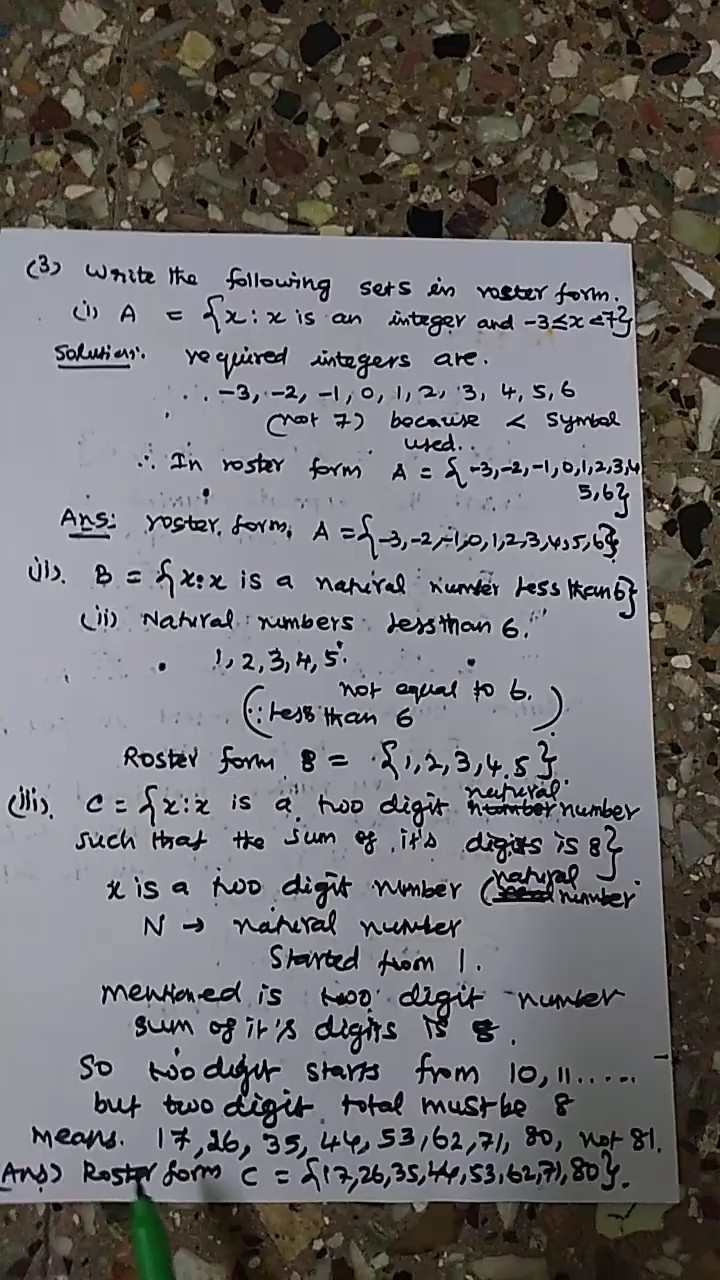 (3) Write the following sets in roster form.
(i) A = {x : x is an integer and -3≤x<7}
Solution:. required integers are.
∴ -3, -2, -1, 0, 1, 2, 3, 4, 5, 6
(not 7) because < symbol
used..
∴ In roster form A = {-3,-2,-1,0,1,2,3,4
5,6}
Ans: roster form, A = {-3,-2,-1,0,1,2,3,4,5,6}
ii). B = {x:x is a natural number less than 6}
(ii) Natural numbers less than 6.
1, 2, 3, 4, 5.
not equal to 6.
(∵ less than 6 )
Roster form B = {1,2,3,4.5}
(iii). C = {x:x is a two digit natural number
such that the sum of it's digits is 8}
x is a two digit number (natural number
N → natural number
Started from 1.
mentioned is two digit number
sum of it's digits is 8.
So two digit starts from 10, 11......
but two digit total must be 8
means. 17, 26, 35, 44, 53, 62, 71, 80, not 81.
Ans) Roster form C = {17,26,35,44,53,62,71,80}.